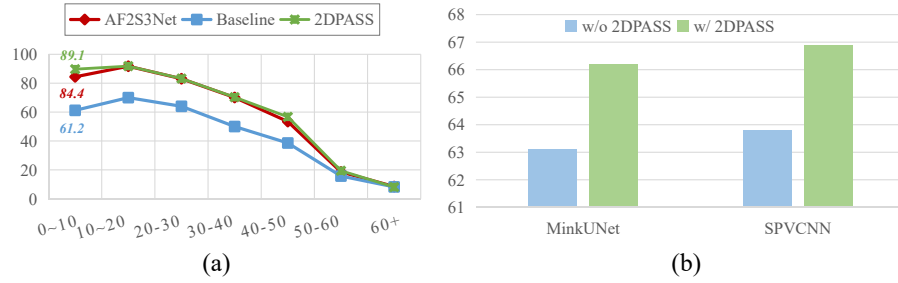 AF2S3Net Baseline 2DPASS
100
80
60
40
20
0
89.1
84.4
61.2
0~10 10~20 20-30 30-40 40-50 50-60 60+
(a)
w/o 2DPASS w/ 2DPASS
68
67
66
65
64
63
62
61
MinkUNet SPVCNN
(b)